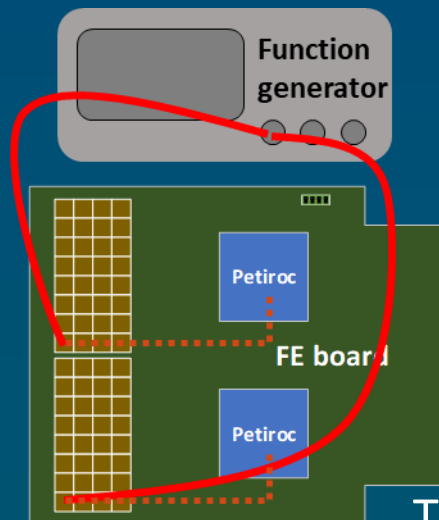 Function
generator
Petiroc
FE board
Petiroc
T